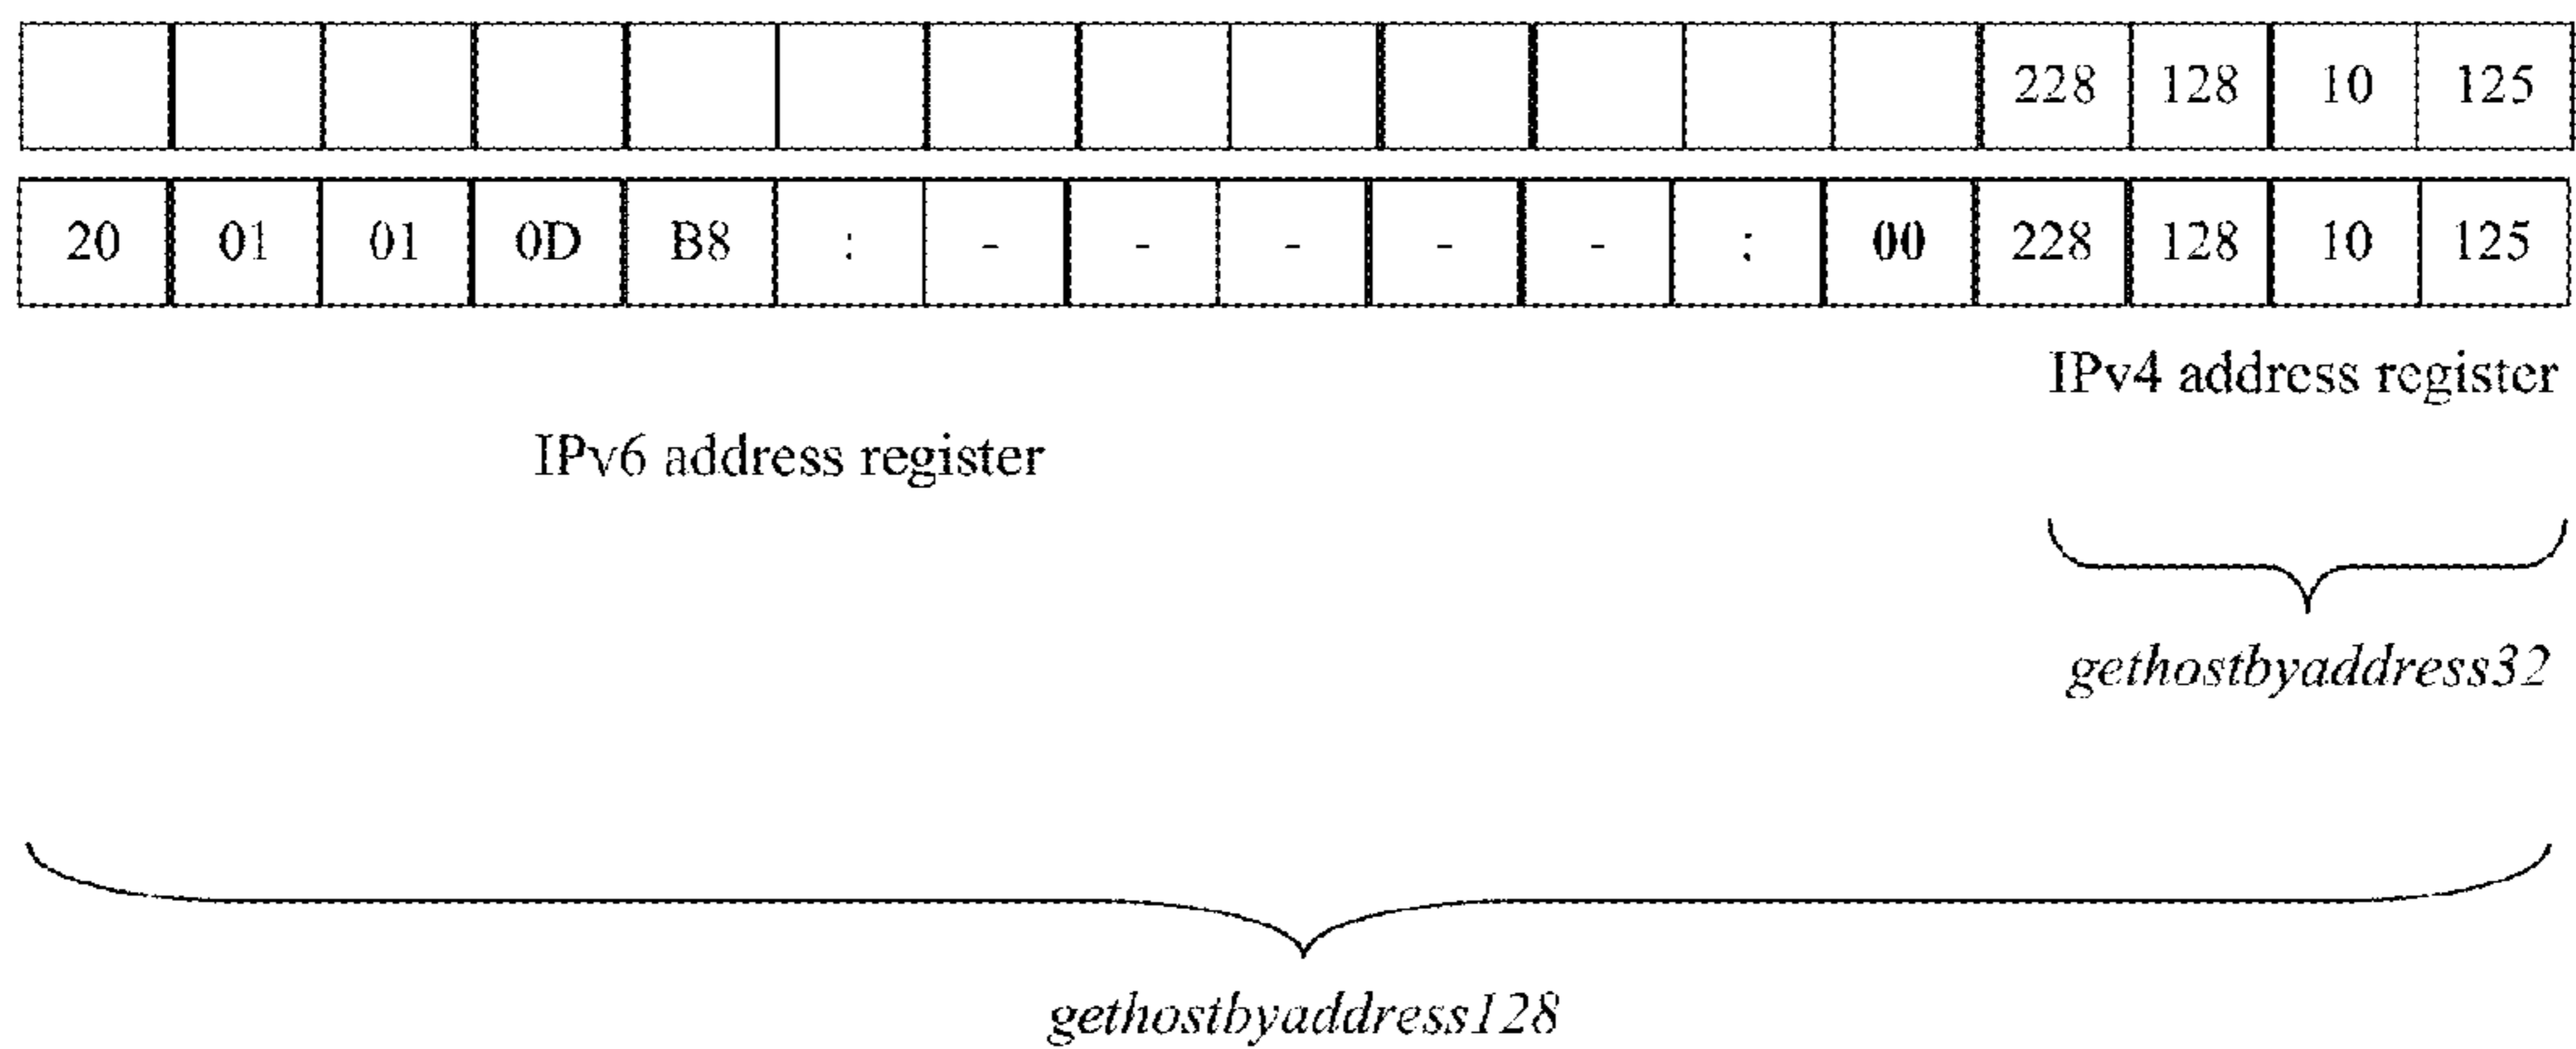 228 128 10 125
20 01 01 0D B8 : - - - - - : 00 228 128 10 125
IPv4 address register
IPv6 address register
gethostbyaddress32
gethostbyaddress128